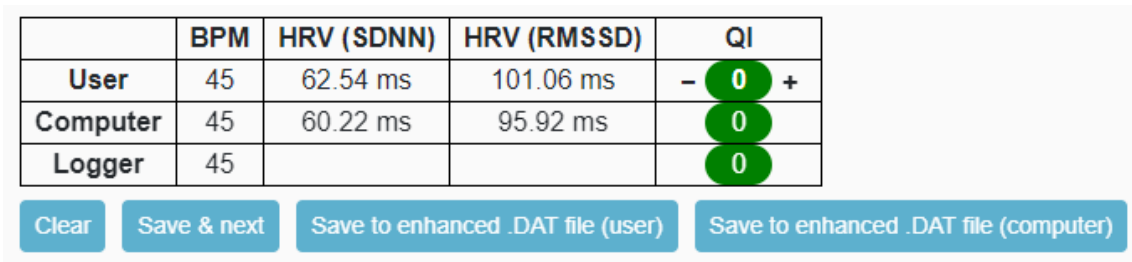 BPM HRV (SDNN) HRV (RMSSD) QI
User 45 62.54 ms 101.06 ms – 0 +
Computer 45 60.22 ms 95.92 ms 0
Logger 45 0
Clear Save & next Save to enhanced .DAT file (user) Save to enhanced .DAT file (computer)